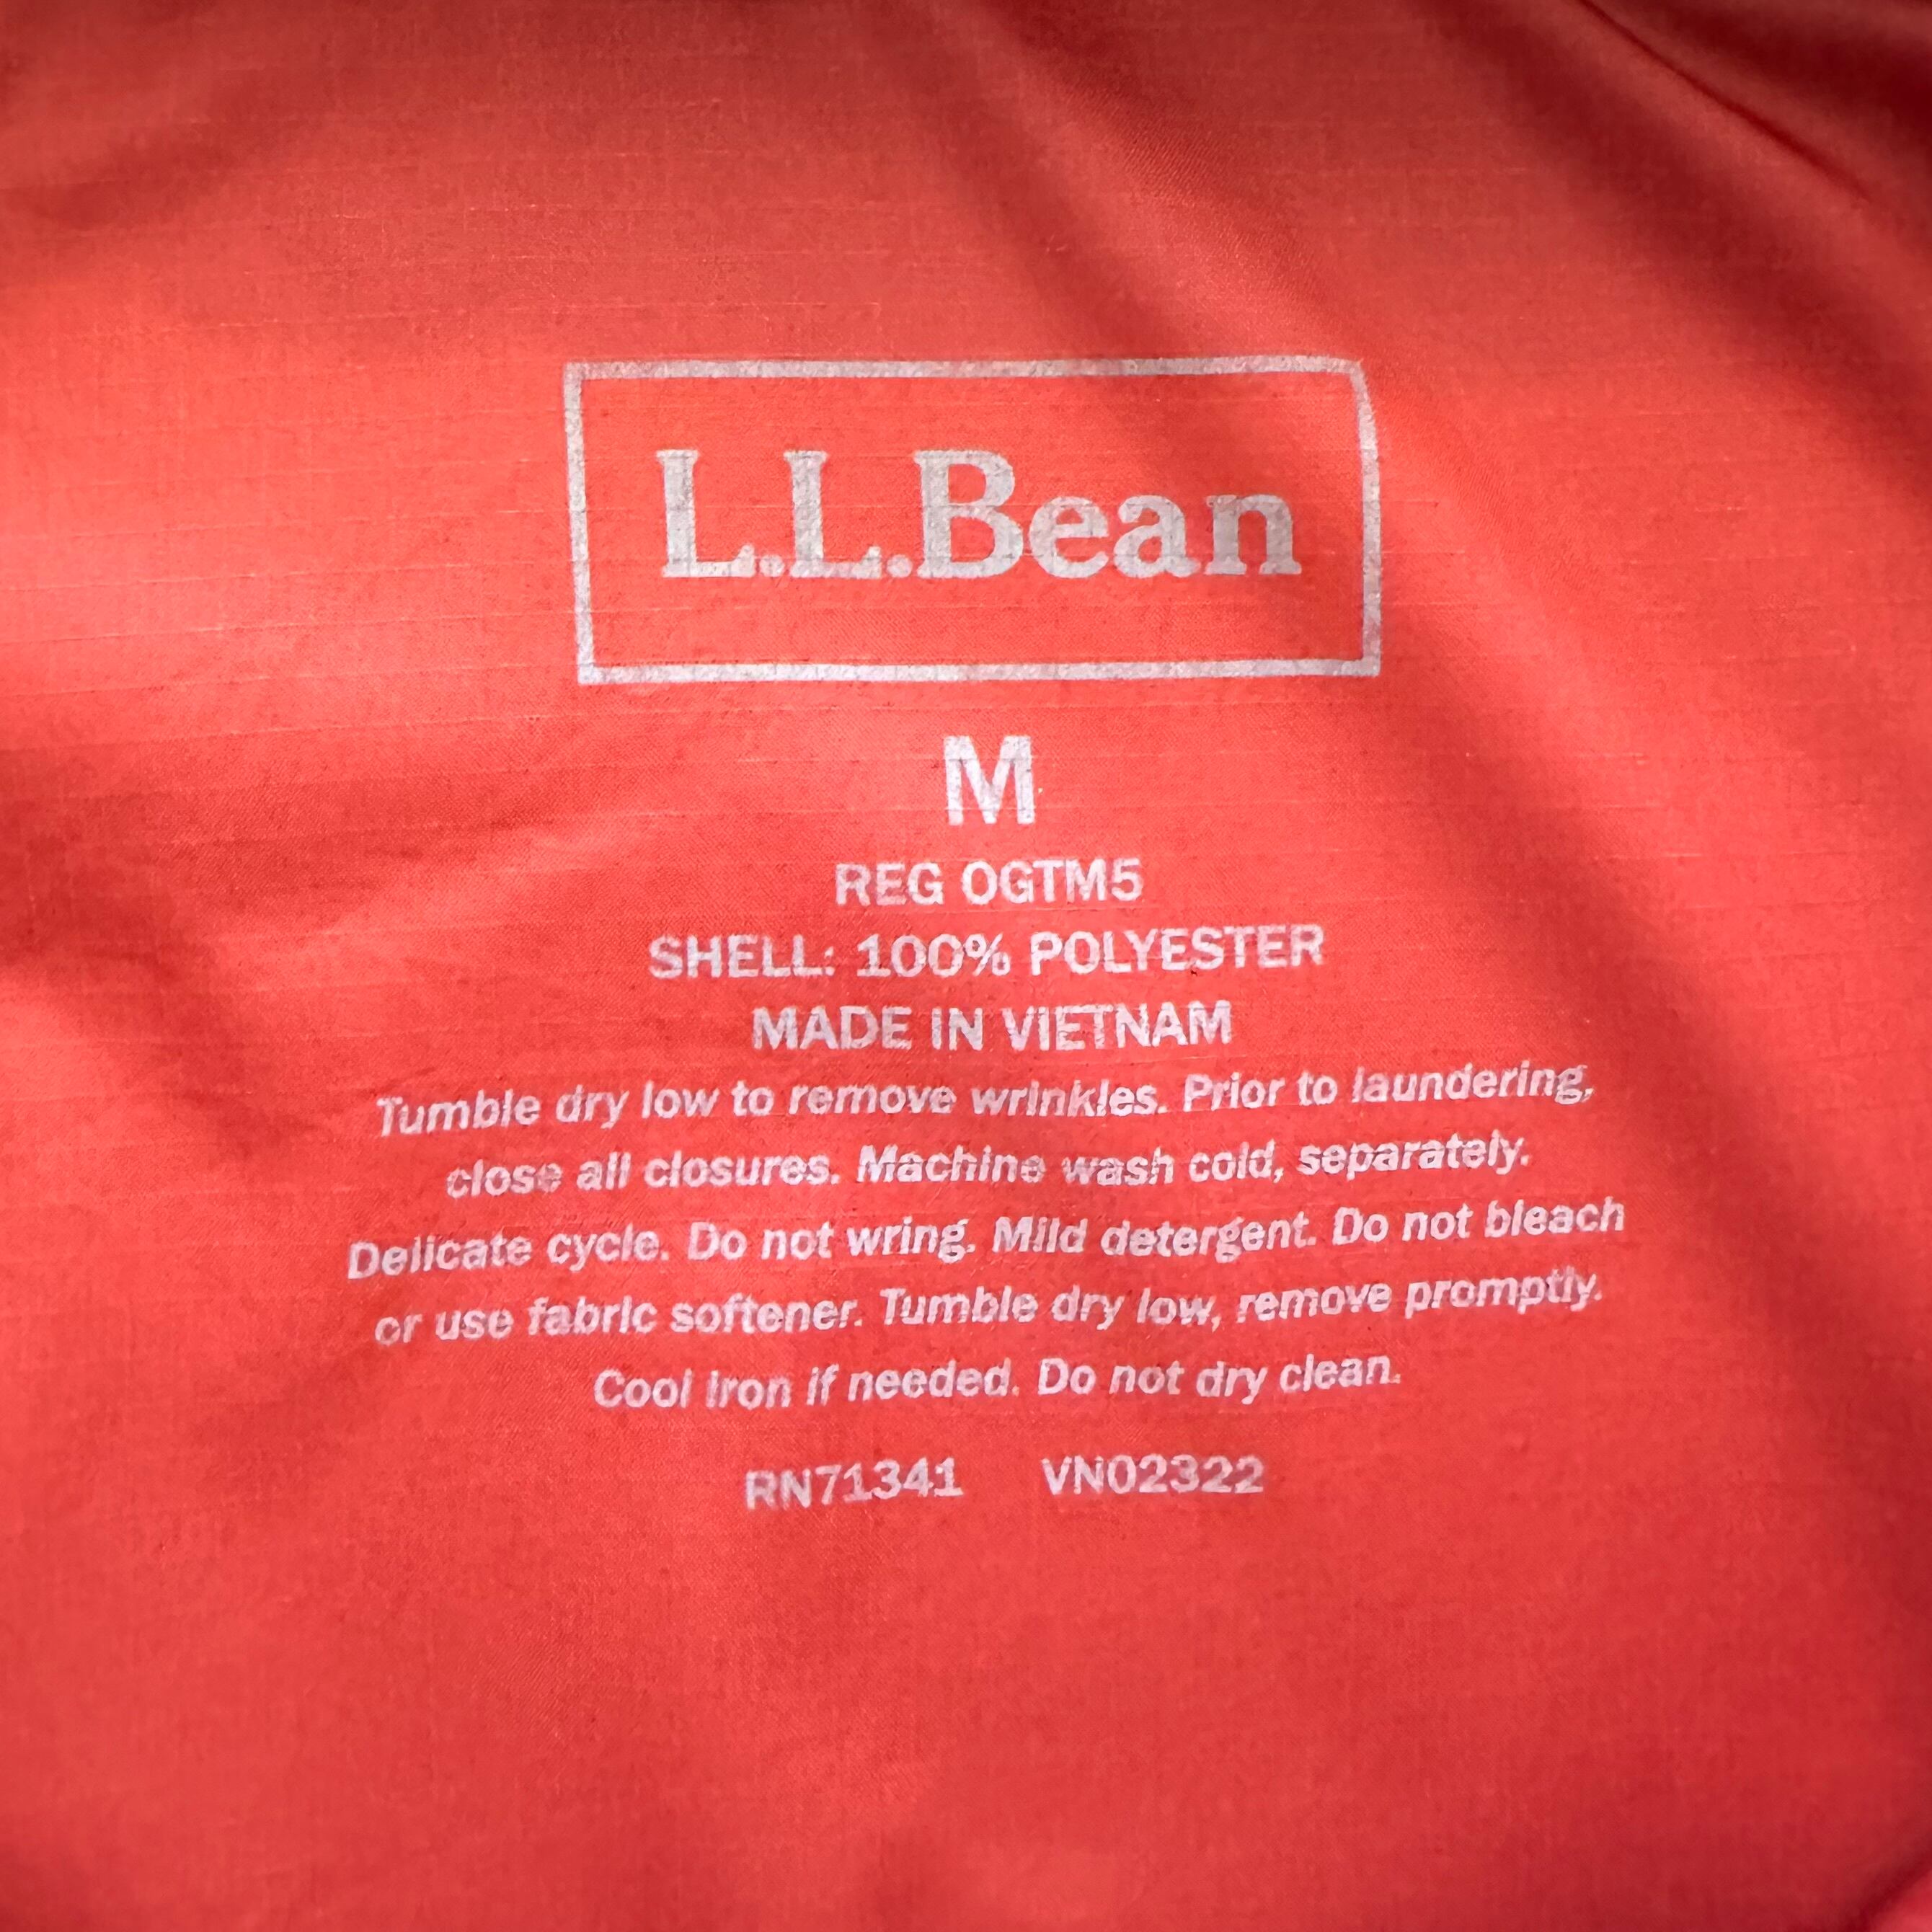 L.L.Bean
M
REG OGTM5
SHELL: 100% POLYESTER
MADE IN VIETNAM
Tumble dry low to remove wrinkles. Prior to laundering,
close all closures. Machine wash cold, separately.
Delicate cycle. Do not wring. Mild detergent. Do not bleach
or use fabric softener. Tumble dry low, remove promptly.
Cool Iron if needed. Do not dry clean.
RN71341 VN02322